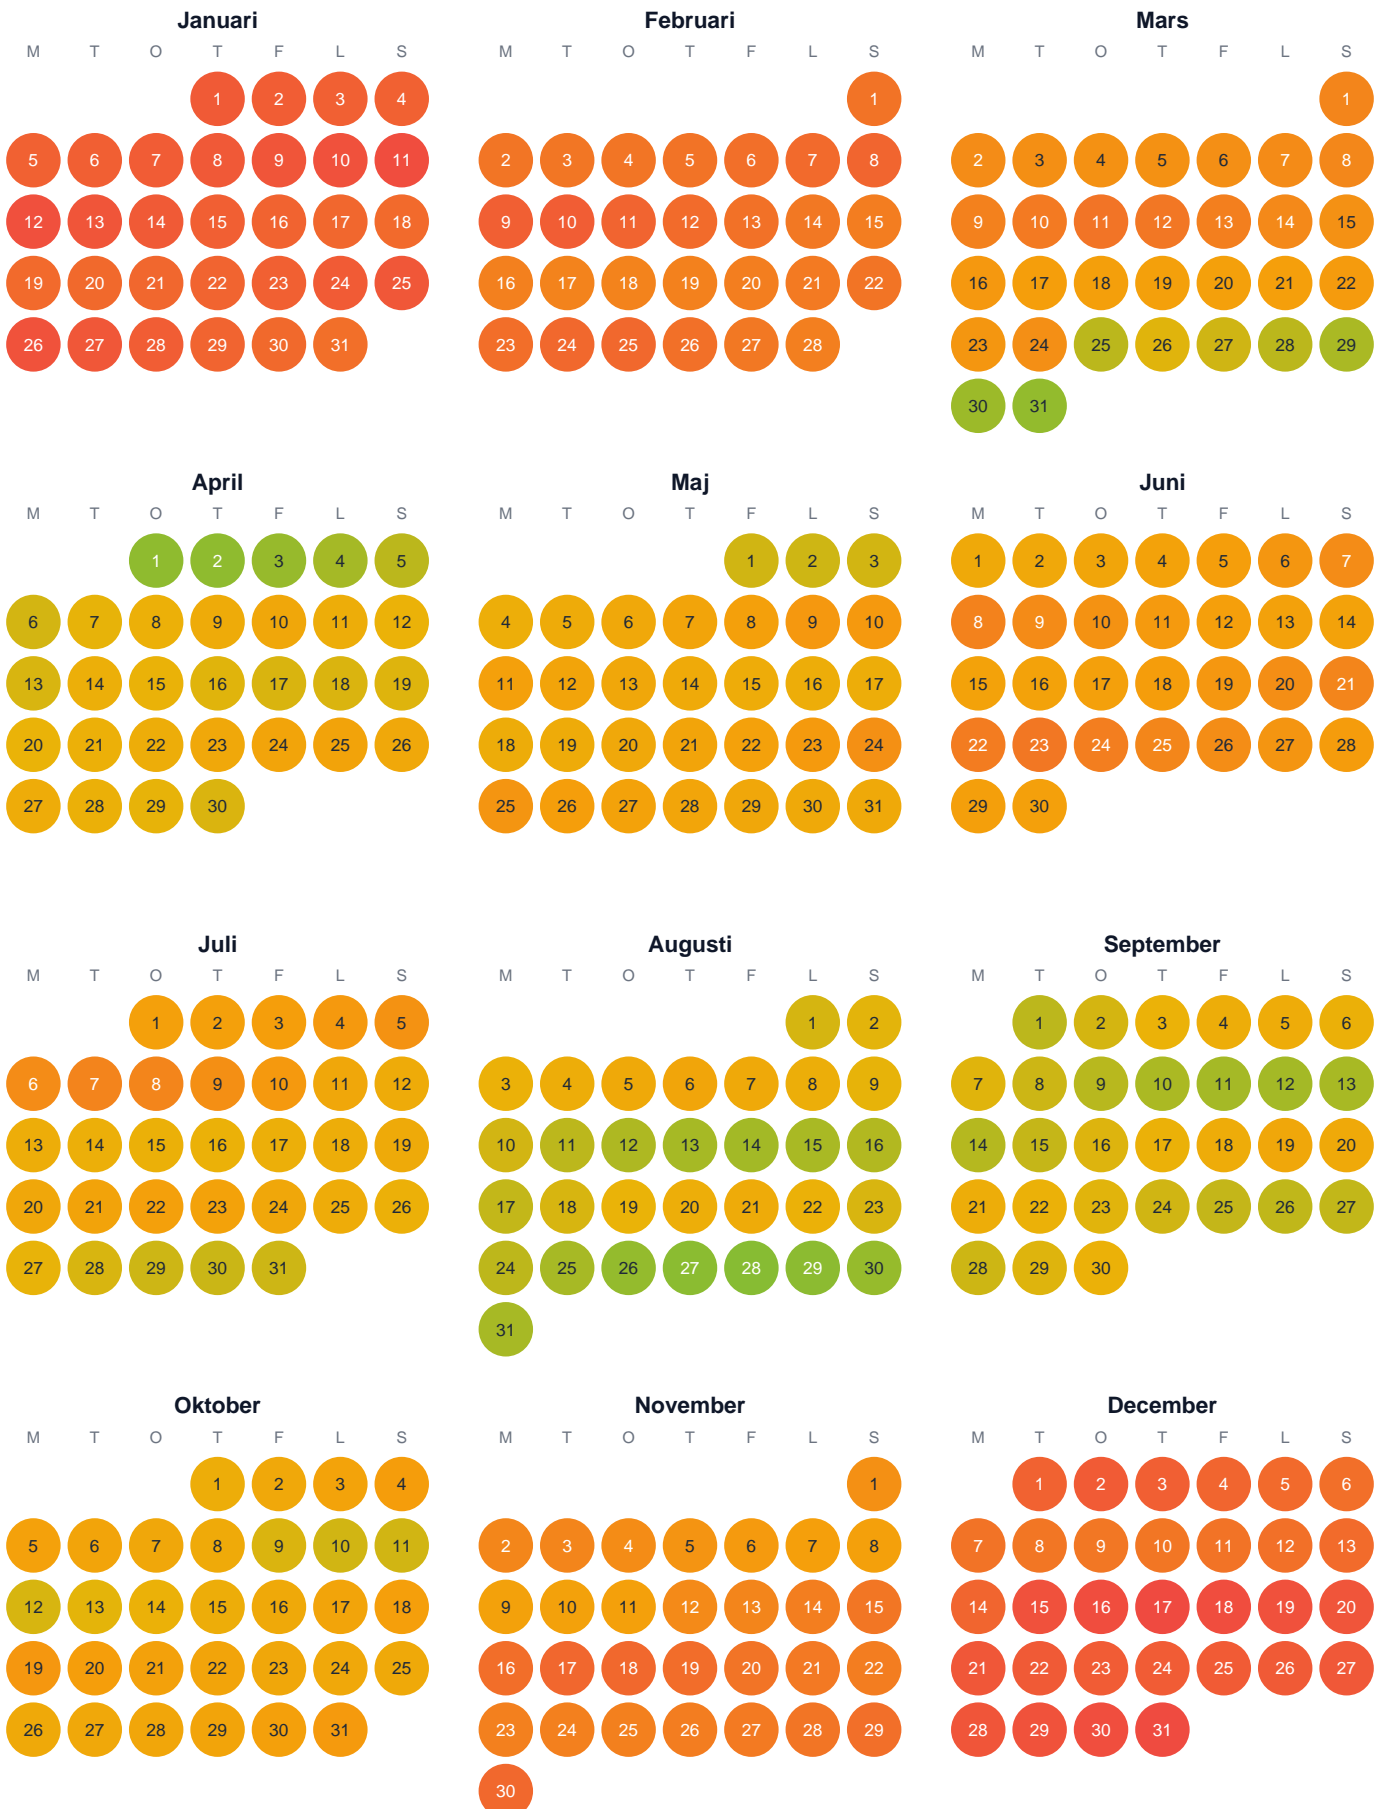 Januari Februari Mars
M T O T F L S M T O T F L S M T O T F L S
1 2 3 4 1 1
5 6 7 8 9 10 11 2 3 4 5 6 7 8 2 3 4 5 6 7 8
12 13 14 15 16 17 18 9 10 11 12 13 14 15 9 10 11 12 13 14 15
19 20 21 22 23 24 25 16 17 18 19 20 21 22 16 17 18 19 20 21 22
26 27 28 29 30 31 23 24 25 26 27 28 23 24 25 26 27 28 29
30 31
April Maj Juni
M T O T F L S M T O T F L S M T O T F L S
1 2 3 4 5 1 2 3 1 2 3 4 5 6 7
6 7 8 9 10 11 12 4 5 6 7 8 9 10 8 9 10 11 12 13 14
13 14 15 16 17 18 19 11 12 13 14 15 16 17 15 16 17 18 19 20 21
20 21 22 23 24 25 26 18 19 20 21 22 23 24 22 23 24 25 26 27 28
27 28 29 30 25 26 27 28 29 30 31 29 30
Juli Augusti September
M T O T F L S M T O T F L S M T O T F L S
1 2 3 4 5 1 2 1 2 3 4 5 6
6 7 8 9 10 11 12 3 4 5 6 7 8 9 7 8 9 10 11 12 13
13 14 15 16 17 18 19 10 11 12 13 14 15 16 14 15 16 17 18 19 20
20 21 22 23 24 25 26 17 18 19 20 21 22 23 21 22 23 24 25 26 27
27 28 29 30 31 24 25 26 27 28 29 30 28 29 30
31
Oktober November December
M T O T F L S M T O T F L S M T O T F L S
1 2 3 4 1 1 2 3 4 5 6
5 6 7 8 9 10 11 2 3 4 5 6 7 8 7 8 9 10 11 12 13
12 13 14 15 16 17 18 9 10 11 12 13 14 15 14 15 16 17 18 19 20
19 20 21 22 23 24 25 16 17 18 19 20 21 22 21 22 23 24 25 26 27
26 27 28 29 30 31 23 24 25 26 27 28 29 28 29 30 31
30